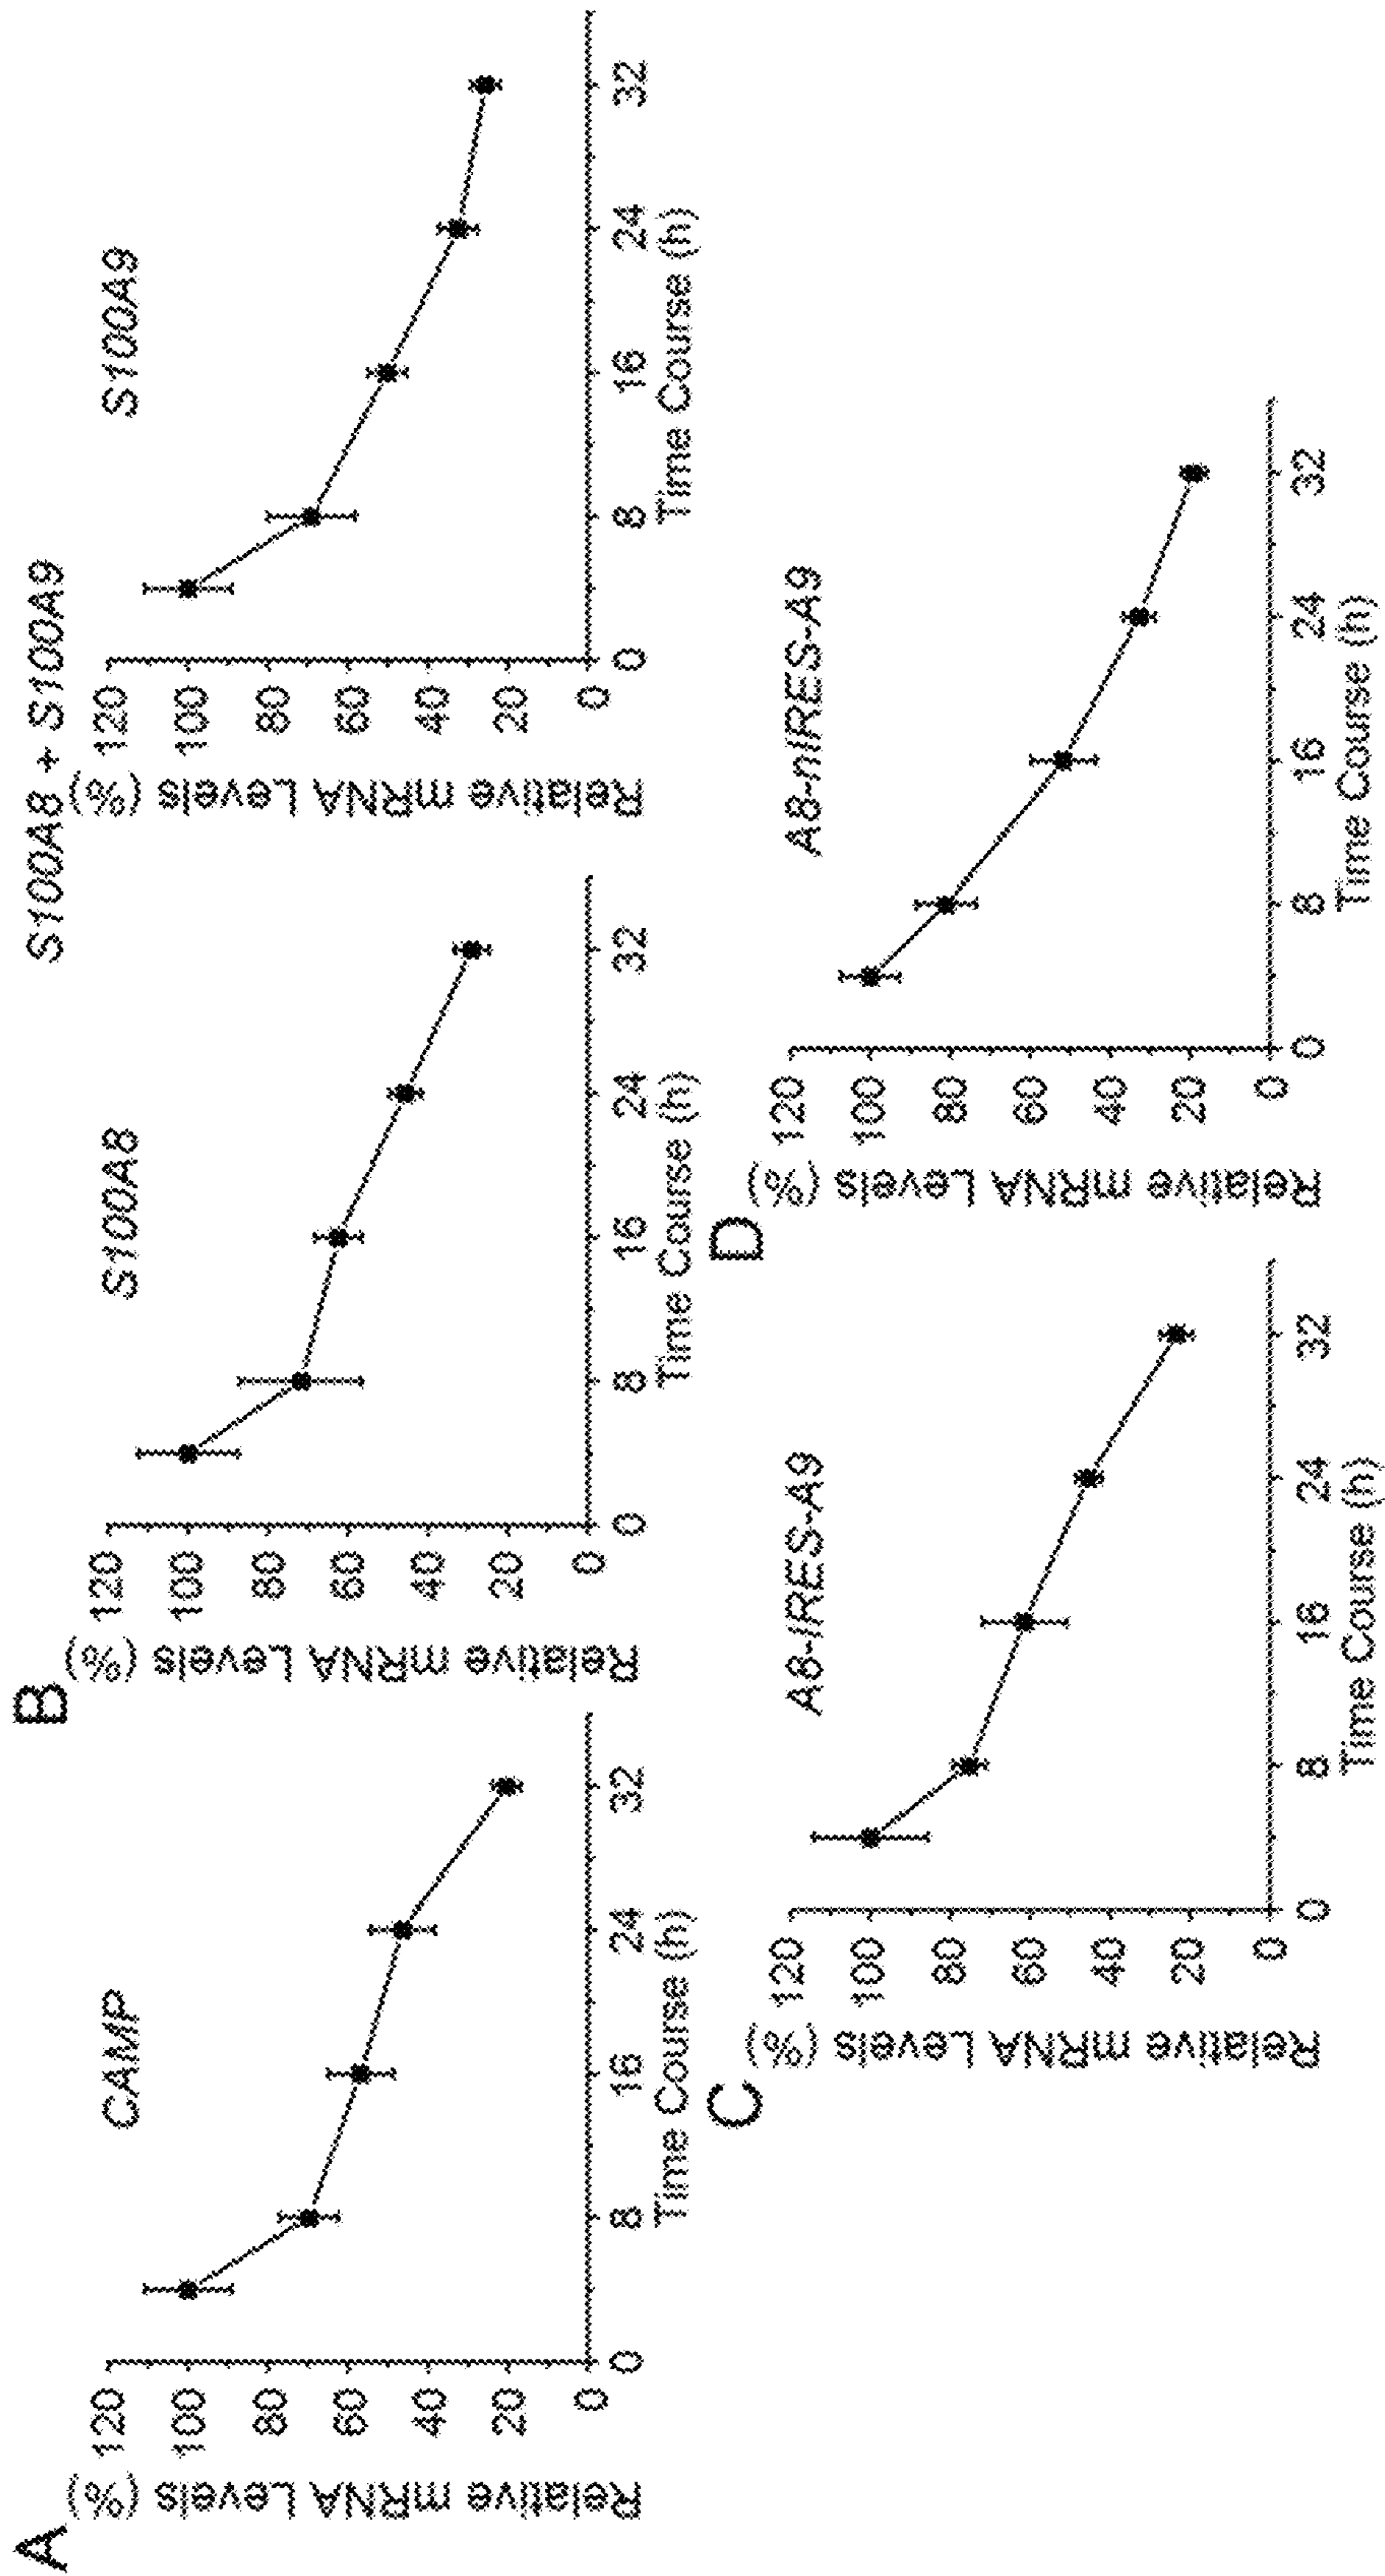 A
CAMP
Relative mRNA Levels (%)
120
100
80
60
40
20
0
0 8 16 24 32
Time Course (h)
B
S100A8 + S100A9
S100A8
Relative mRNA Levels (%)
120
100
80
60
40
20
0
0 8 16 24 32
Time Course (h)
S100A9
Relative mRNA Levels (%)
120
100
80
60
40
20
0
0 8 16 24 32
Time Course (h)
C
A8-IRES-A9
Relative mRNA Levels (%)
120
100
80
60
40
20
0
0 8 16 24 32
Time Course (h)
D
A8-nIRES-A9
Relative mRNA Levels (%)
120
100
80
60
40
20
0
0 8 16 24 32
Time Course (h)